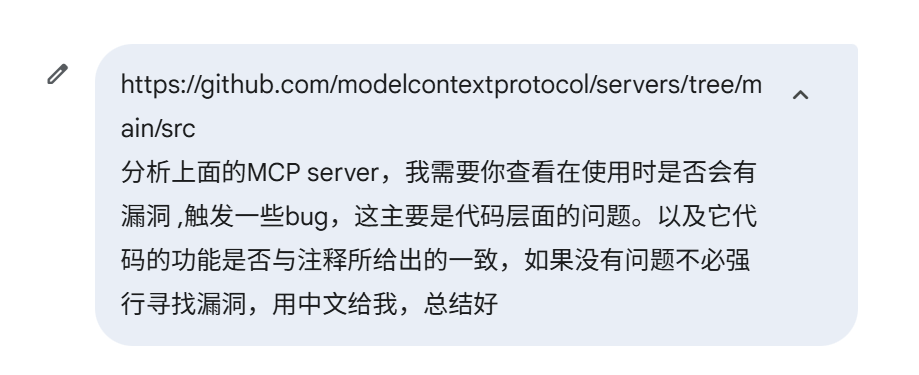 https://github.com/modelcontextprotocol/servers/tree/m
ain/src
分析上面的MCP server，我需要你查看在使用时是否会有
漏洞 ,触发一些bug，这主要是代码层面的问题。以及它代
码的功能是否与注释所给出的一致，如果没有问题不必强
行寻找漏洞，用中文给我，总结好